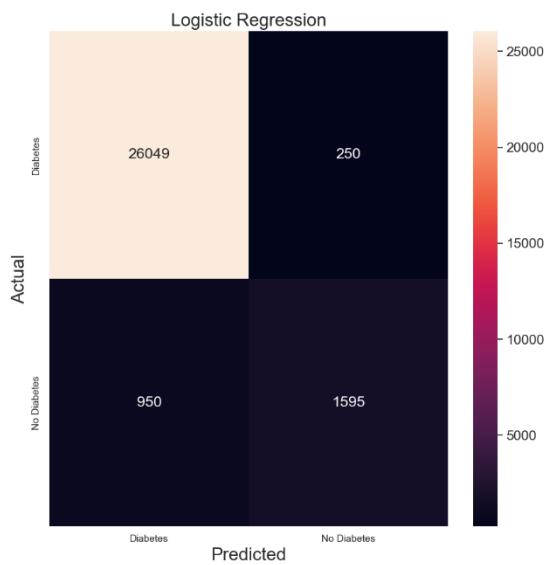 Logistic Regression
25000
20000
15000
10000
5000
Actual
Diabetes
26049
250
No Diabetes
950
1595
Diabetes
No Diabetes
Predicted